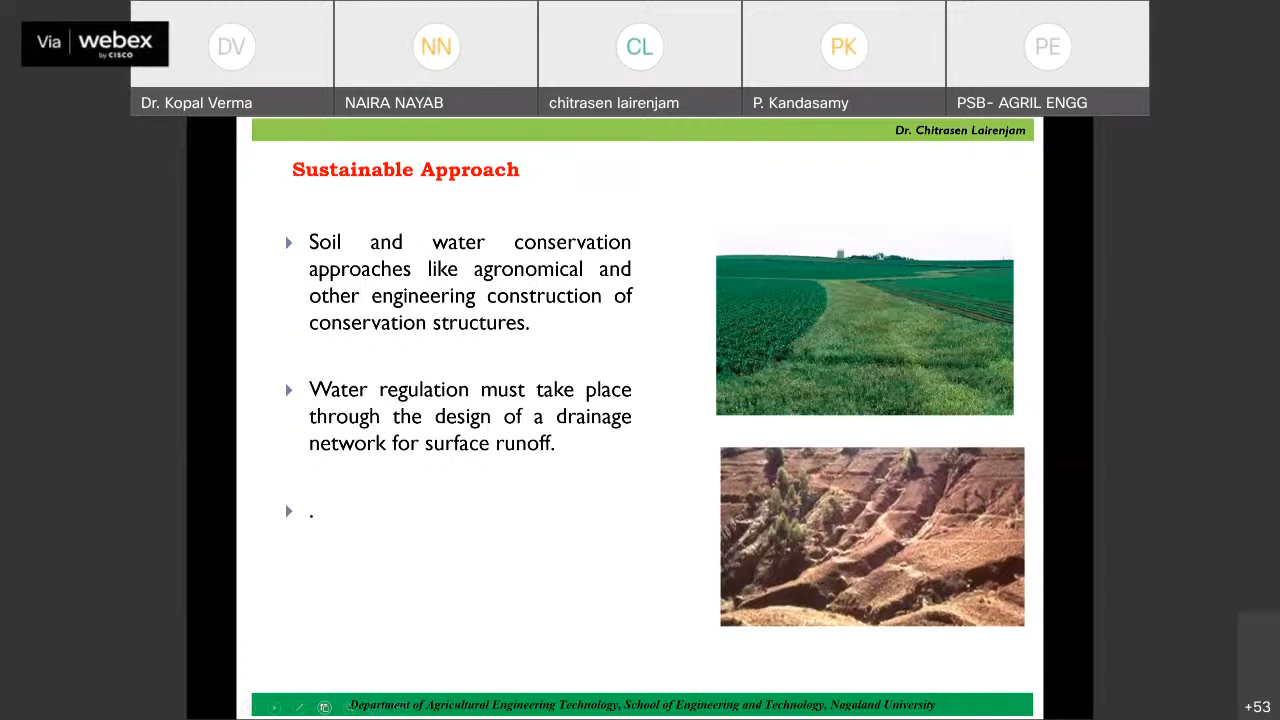 Via webex
by CISCO
DV
NN
CL
PK
PE
Dr. Kopal Verma
NAIRA NAYAB
chitrasen lairenjam
P. Kandasamy
PSB- AGRIL ENGG
Dr. Chitrasen Lairenjam
Sustainable Approach
Soil and water conservation
approaches like agronomical and
other engineering construction of
conservation structures.
Water regulation must take place
through the design of a drainage
network for surface runoff.
.
Department of Agricultural Engineering Technology, School of Engineering and Technology, Nagaland University
+53